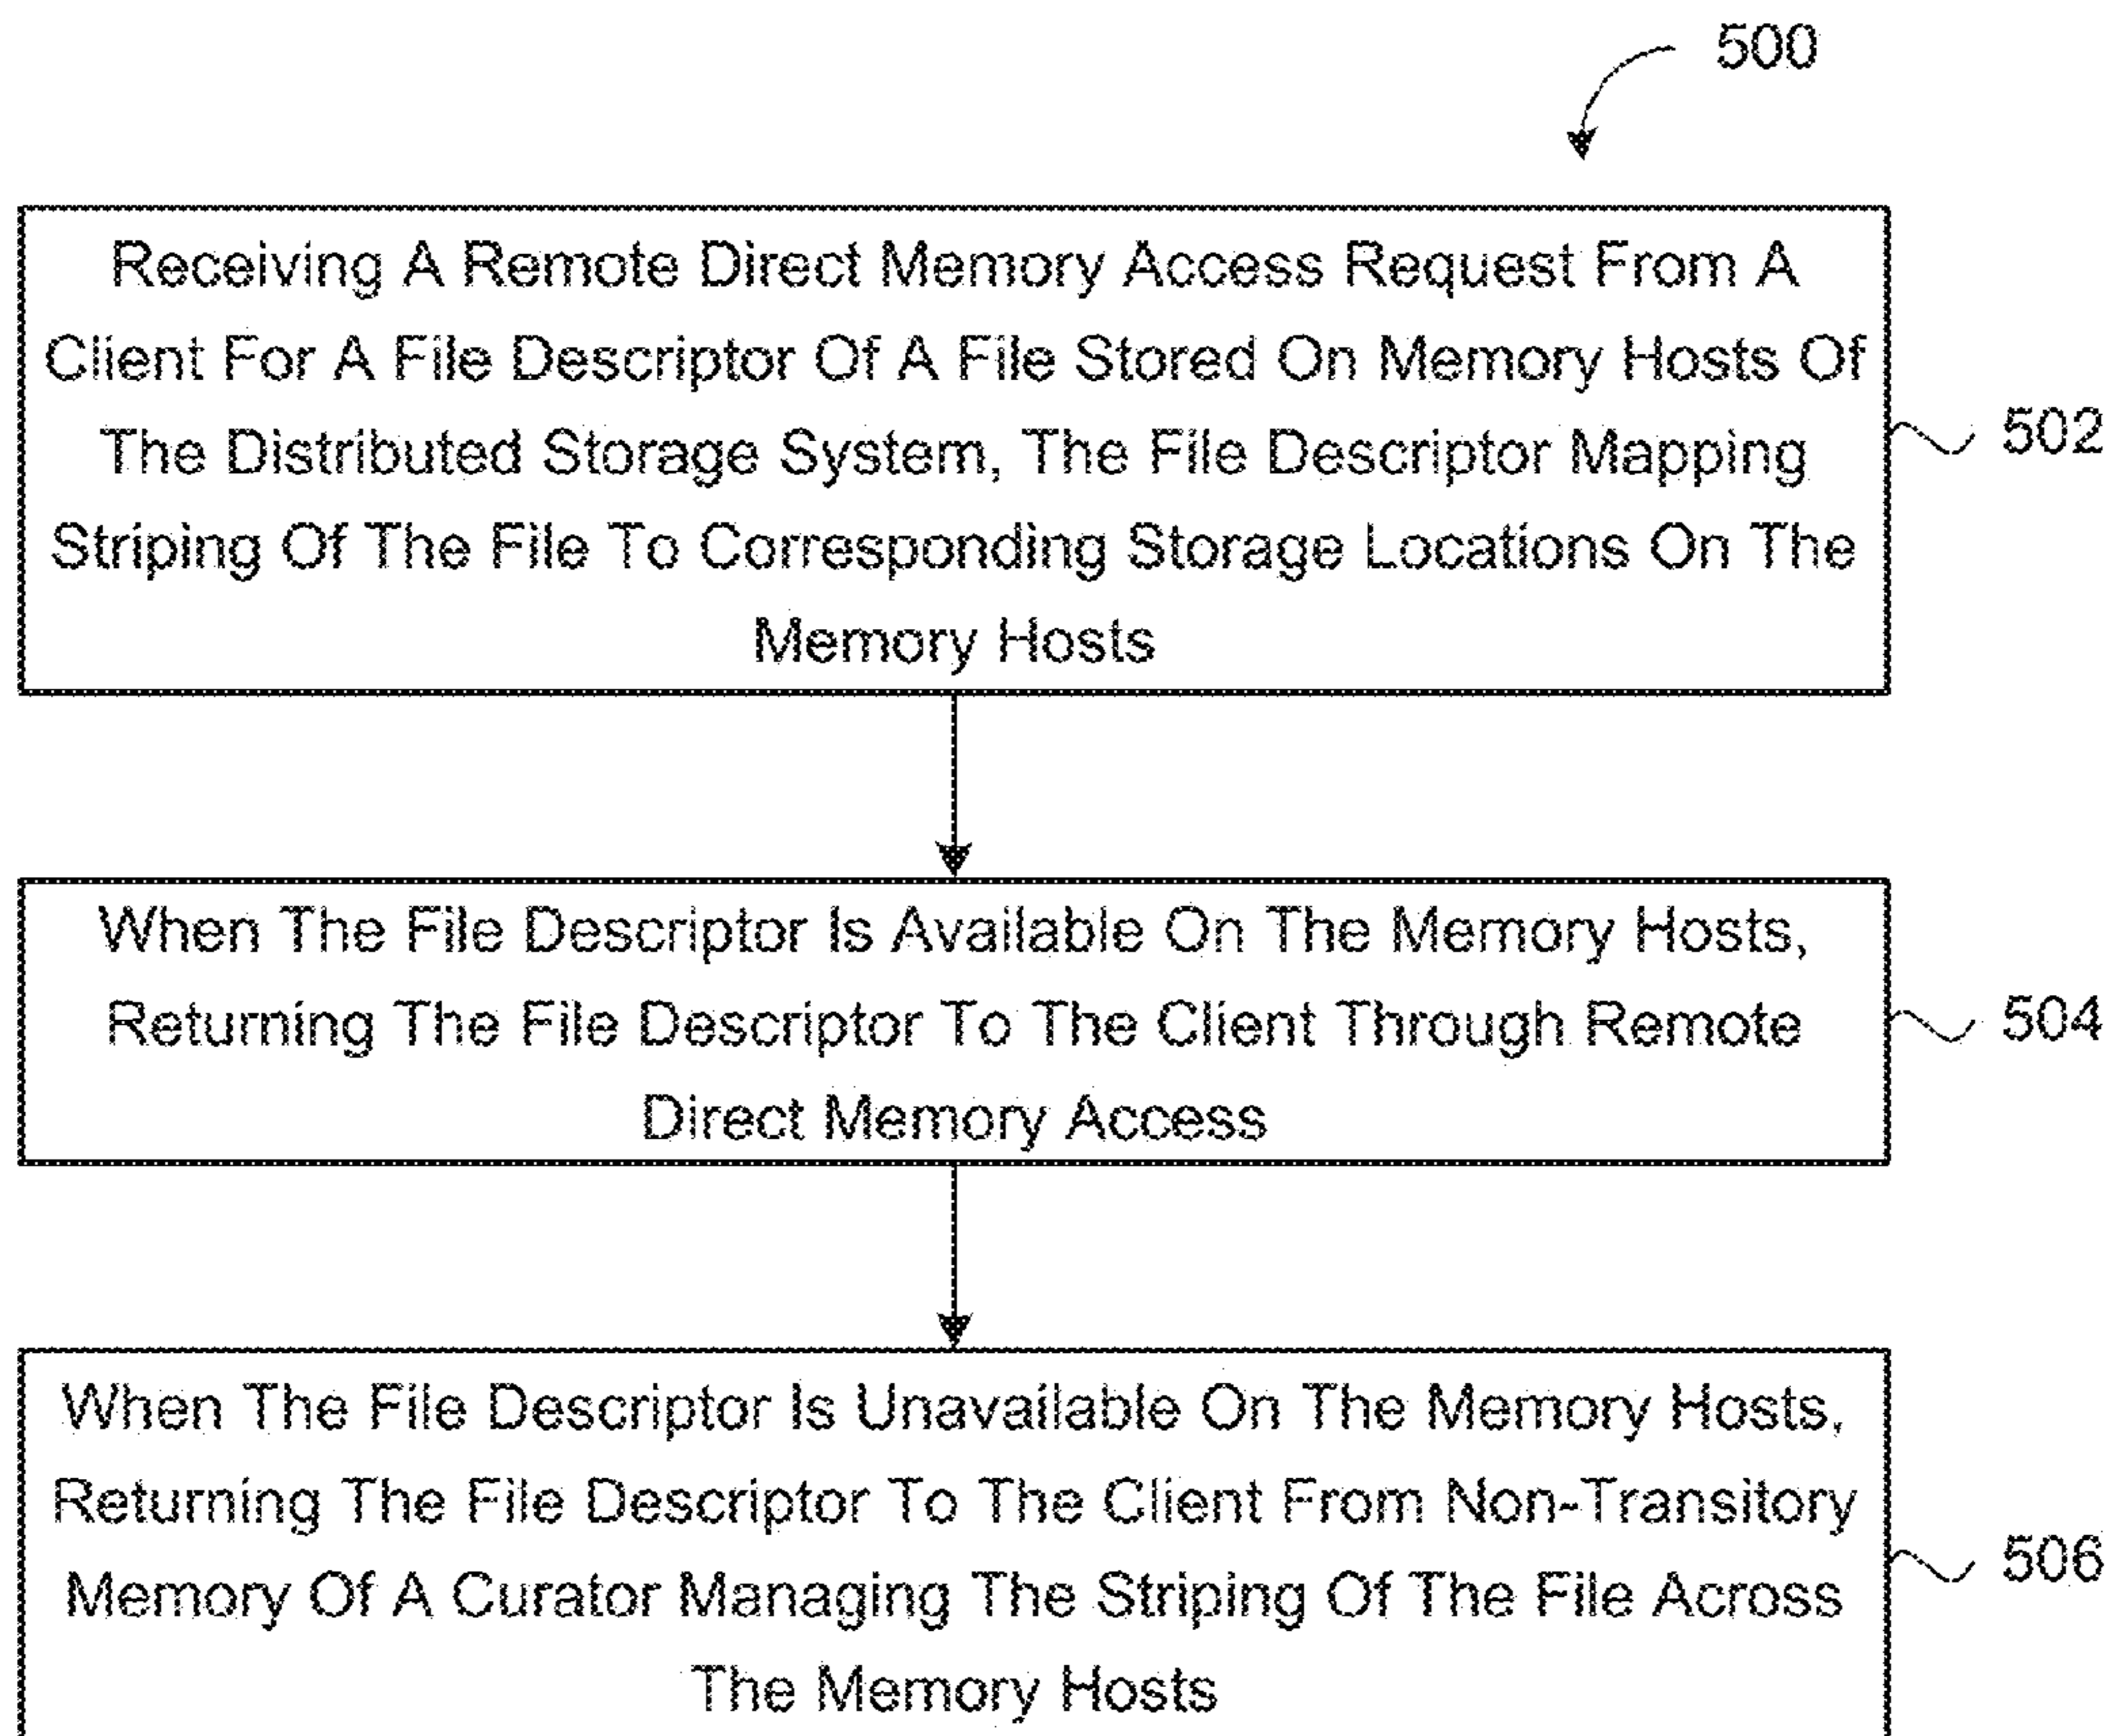 500
Receiving A Remote Direct Memory Access Request From A
Client For A File Descriptor Of A File Stored On Memory Hosts Of
The Distributed Storage System, The File Descriptor Mapping
Striping Of The File To Corresponding Storage Locations On The
Memory Hosts
502
When The File Descriptor Is Available On The Memory Hosts,
Returning The File Descriptor To The Client Through Remote
Direct Memory Access
504
When The File Descriptor Is Unavailable On The Memory Hosts,
Returning The File Descriptor To The Client From Non-Transitory
Memory Of A Curator Managing The Striping Of The File Across
The Memory Hosts
506